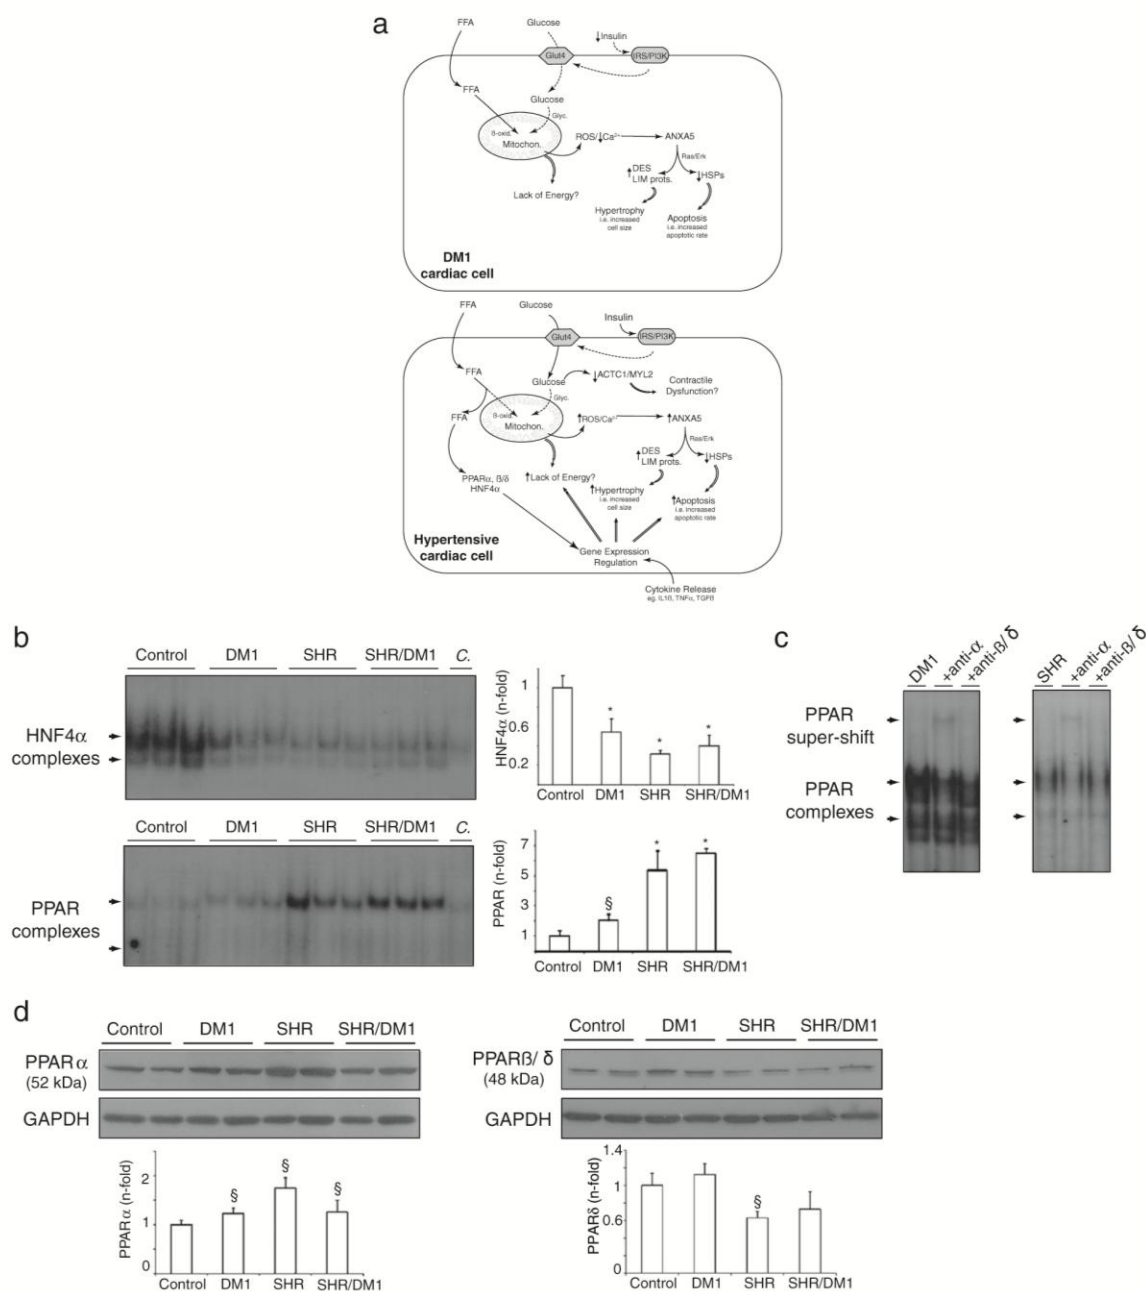 a
FFA
Glucose
Insulin
Glut4
IRS/PI3K
FFA
Glucose
Glyc.
ß-oxid.
Mitochon.
ROS/ Ca²⁺
ANXA5
Ras/Erk
DES
LIM prots.
HSPs
Lack of Energy?
Hypertrophy
i.e. increased
cell size
Apoptosis
i.e. increased
apoptotic rate
DM1
cardiac cell
FFA
Glucose
Insulin
Glut4
IRS/PI3K
FFA
Glucose
ACTC1/MYL2
Contractile
Dysfunction?
Glyc.
ß-oxid.
Mitochon.
FFA
ROS/Ca²⁺
ANXA5
Ras/Erk
DES
LIM prots.
HSPs
PPARα, ß/δ
HNF4α
Lack of Energy?
Hypertrophy
i.e. increased
cell size
Apoptosis
i.e. increased
apoptotic rate
Hypertensive
cardiac cell
Gene Expression
Regulation
Cytokine Release
eg. IL1ß, TNFα, TGFß
b
Control DM1 SHR SHR/DM1 C.
HNF4α
complexes
HNF4α (n-fold)
1
0.6
0.2
* * *
Control DM1 SHR SHR/DM1
Control DM1 SHR SHR/DM1 C.
PPAR
complexes
PPAR (n-fold)
7
5
3
1
§ * *
Control DM1 SHR SHR/DM1
c
DM1 +anti-α +anti-ß/δ
SHR +anti-α +anti-ß/δ
PPAR
super-shift
PPAR
complexes
d
Control DM1 SHR SHR/DM1
PPARα
(52 kDa)
GAPDH
PPARα (n-fold)
2
1
0
§ § §
Control DM1 SHR SHR/DM1
Control DM1 SHR SHR/DM1
PPARß/δ
(48 kDa)
GAPDH
PPARδ (n-fold)
1.4
1
0.6
0
§
Control DM1 SHR SHR/DM1